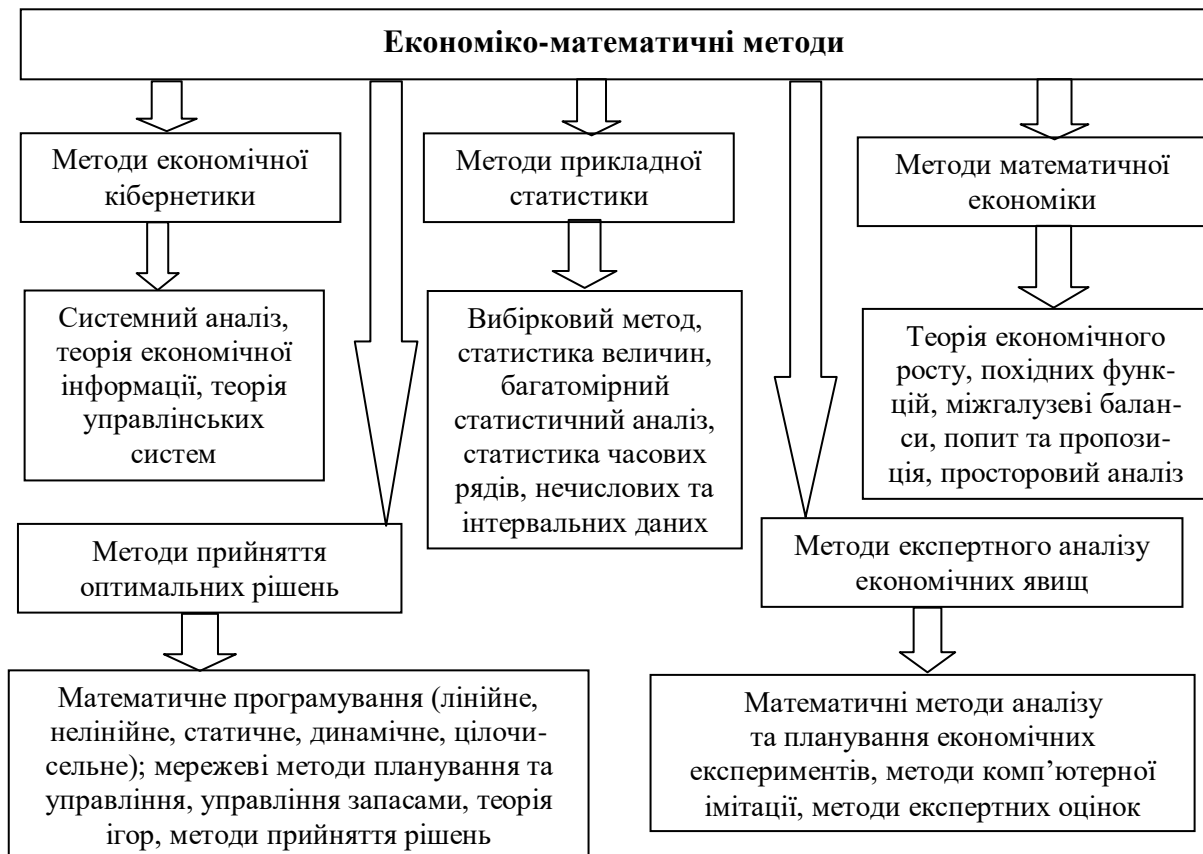 Економіко-математичні методи
Методи економічної
кібернетики
Методи прикладної
статистики
Методи математичної
економіки
Системний аналіз,
теорія економічної
інформації, теорія
управлінських
систем
Вибірковий метод,
статистика величин,
багатомірний
статистичний аналіз,
статистика часових
рядів, нечислових та
інтервальних даних
Теорія економічного
росту, похідних функ-
цій, міжгалузеві балан-
си, попит та пропози-
ція, просторовий аналіз
Методи прийняття
оптимальних рішень
Методи експертного аналізу
економічних явищ
Математичне програмування (лінійне,
нелінійне, статичне, динамічне, цілочи-
сельне); мережеві методи планування та
управління, управління запасами, теорія
ігор, методи прийняття рішень
Математичні методи аналізу
та планування економічних
експериментів, методи комп’ютерної
імітації, методи експертних оцінок